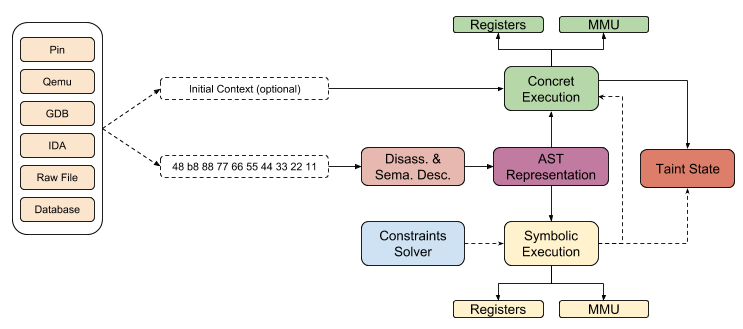 Registers
MMU
Pin
Qemu
GDB
IDA
Raw File
Database
Initial Context (optional)
Concret
Execution
48 b8 88 77 66 55 44 33 22 11
Disass. &
Sema. Desc.
AST
Representation
Taint State
Constraints
Solver
Symbolic
Execution
Registers
MMU